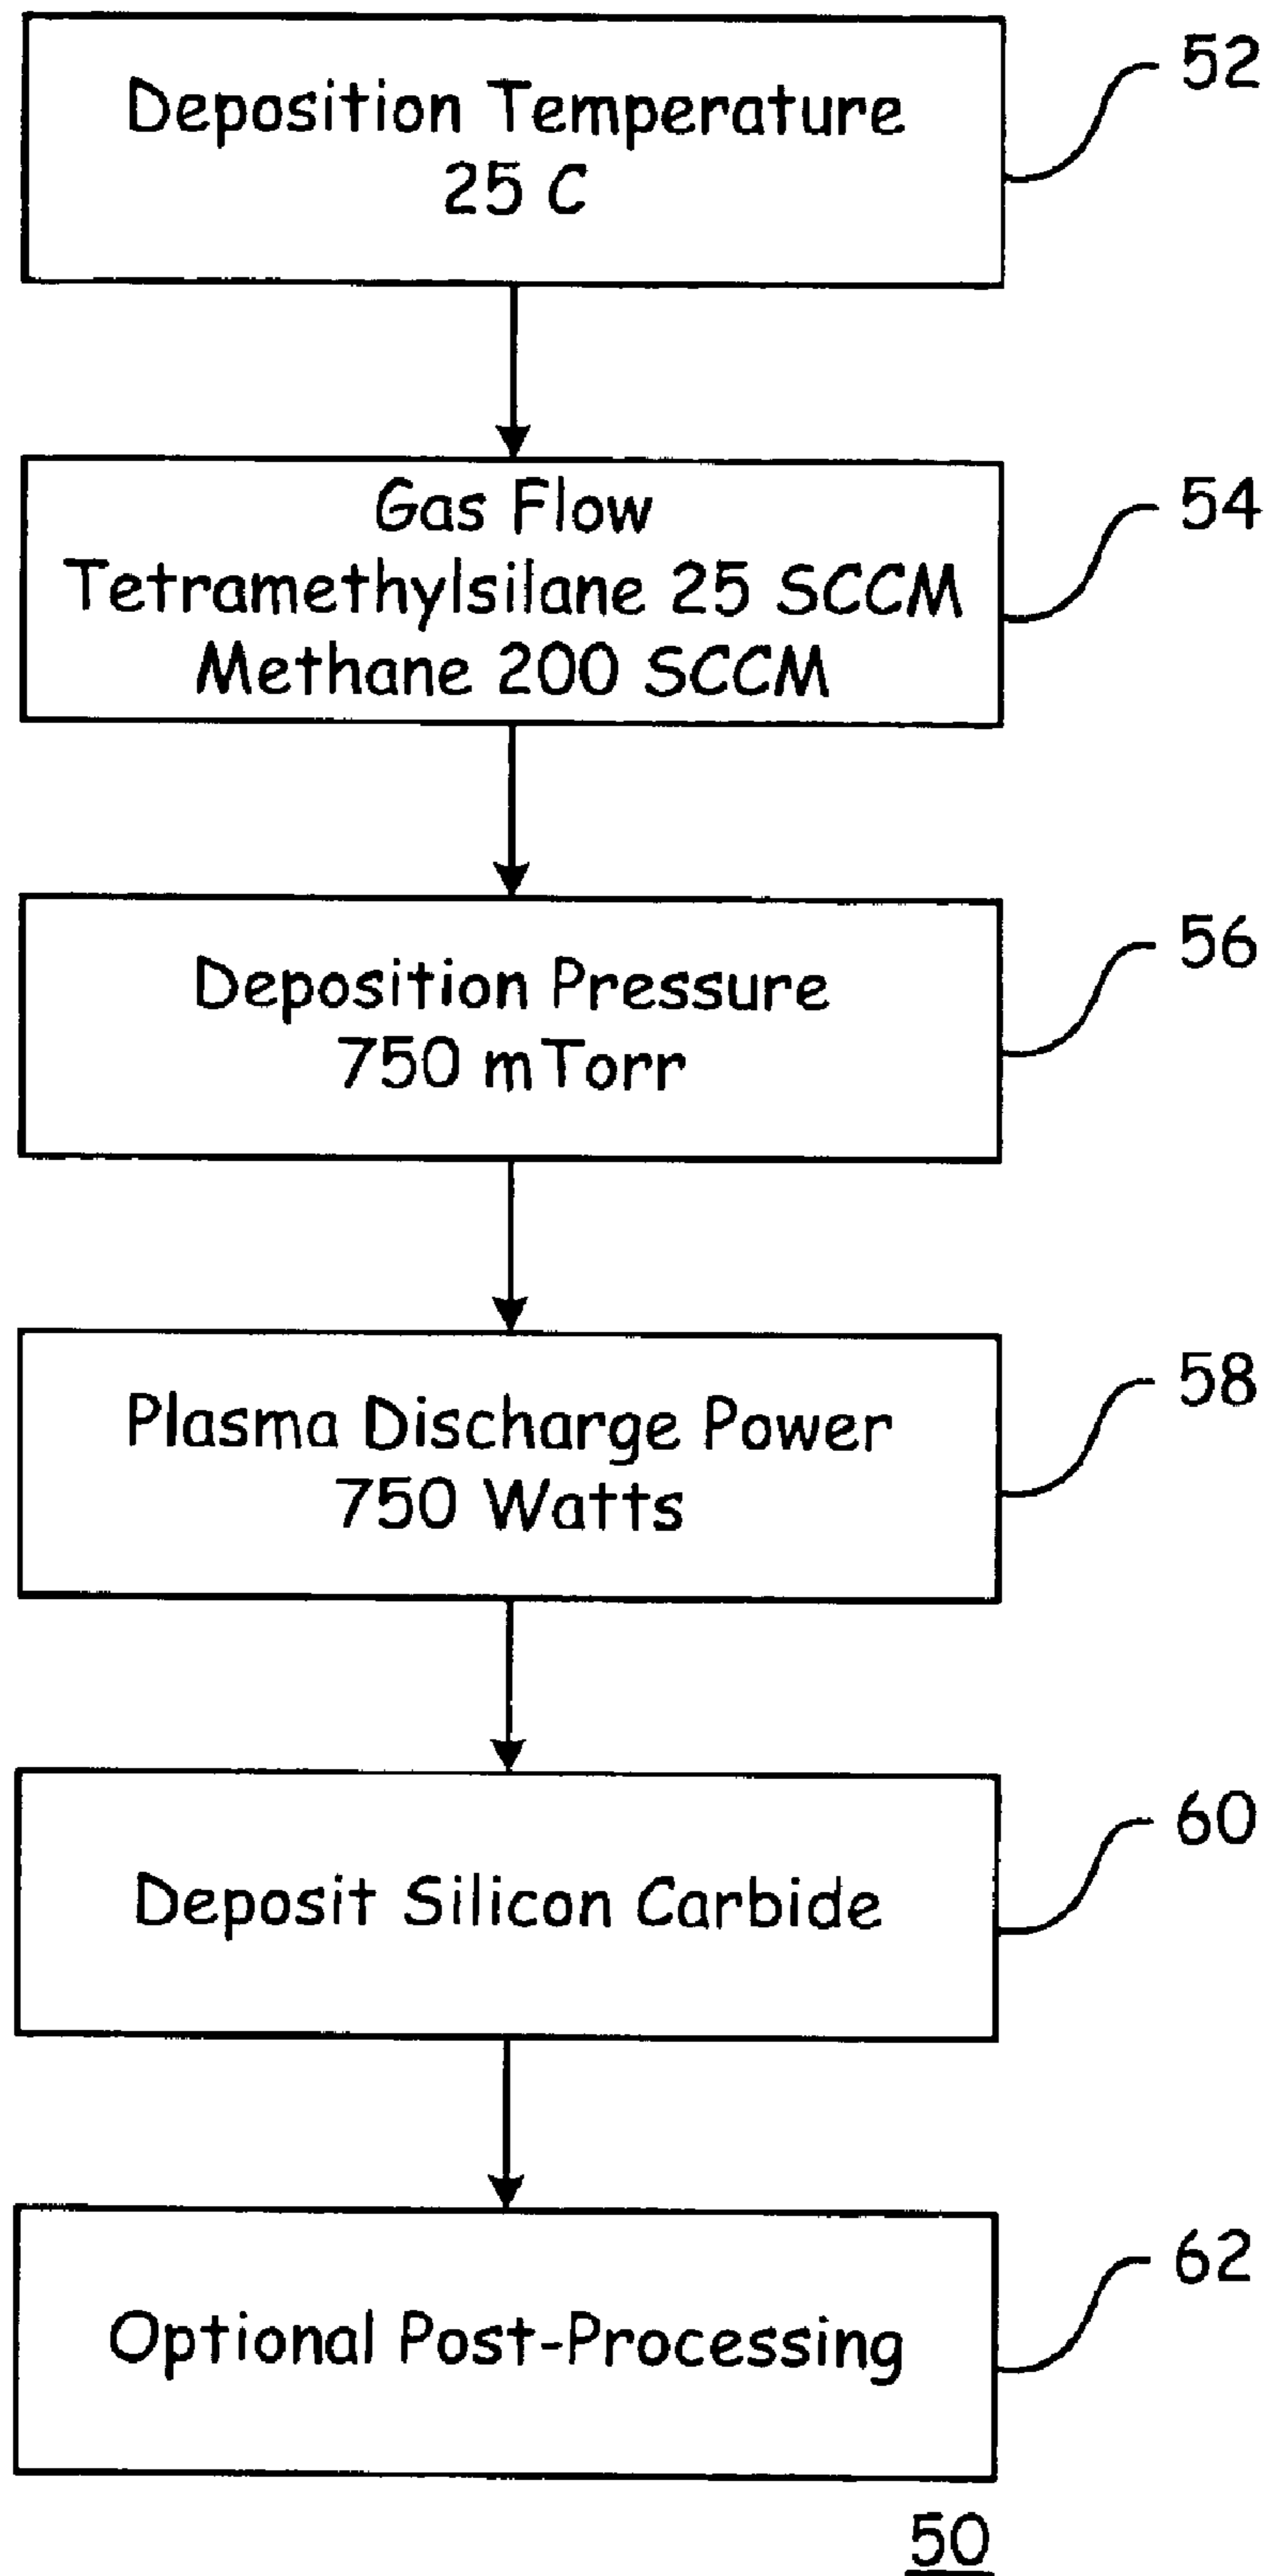 Deposition Temperature
25 C
52
Gas Flow
Tetramethylsilane 25 SCCM
Methane 200 SCCM
54
Deposition Pressure
750 mTorr
56
Plasma Discharge Power
750 Watts
58
Deposit Silicon Carbide
60
Optional Post-Processing
62
50